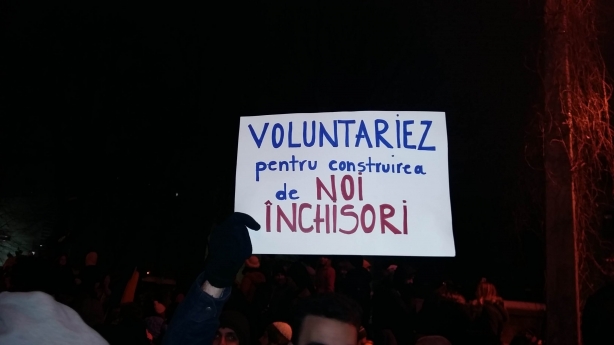 VOLUNTARIEZ
pentru construirea
de NOI
ÎNCHISORI